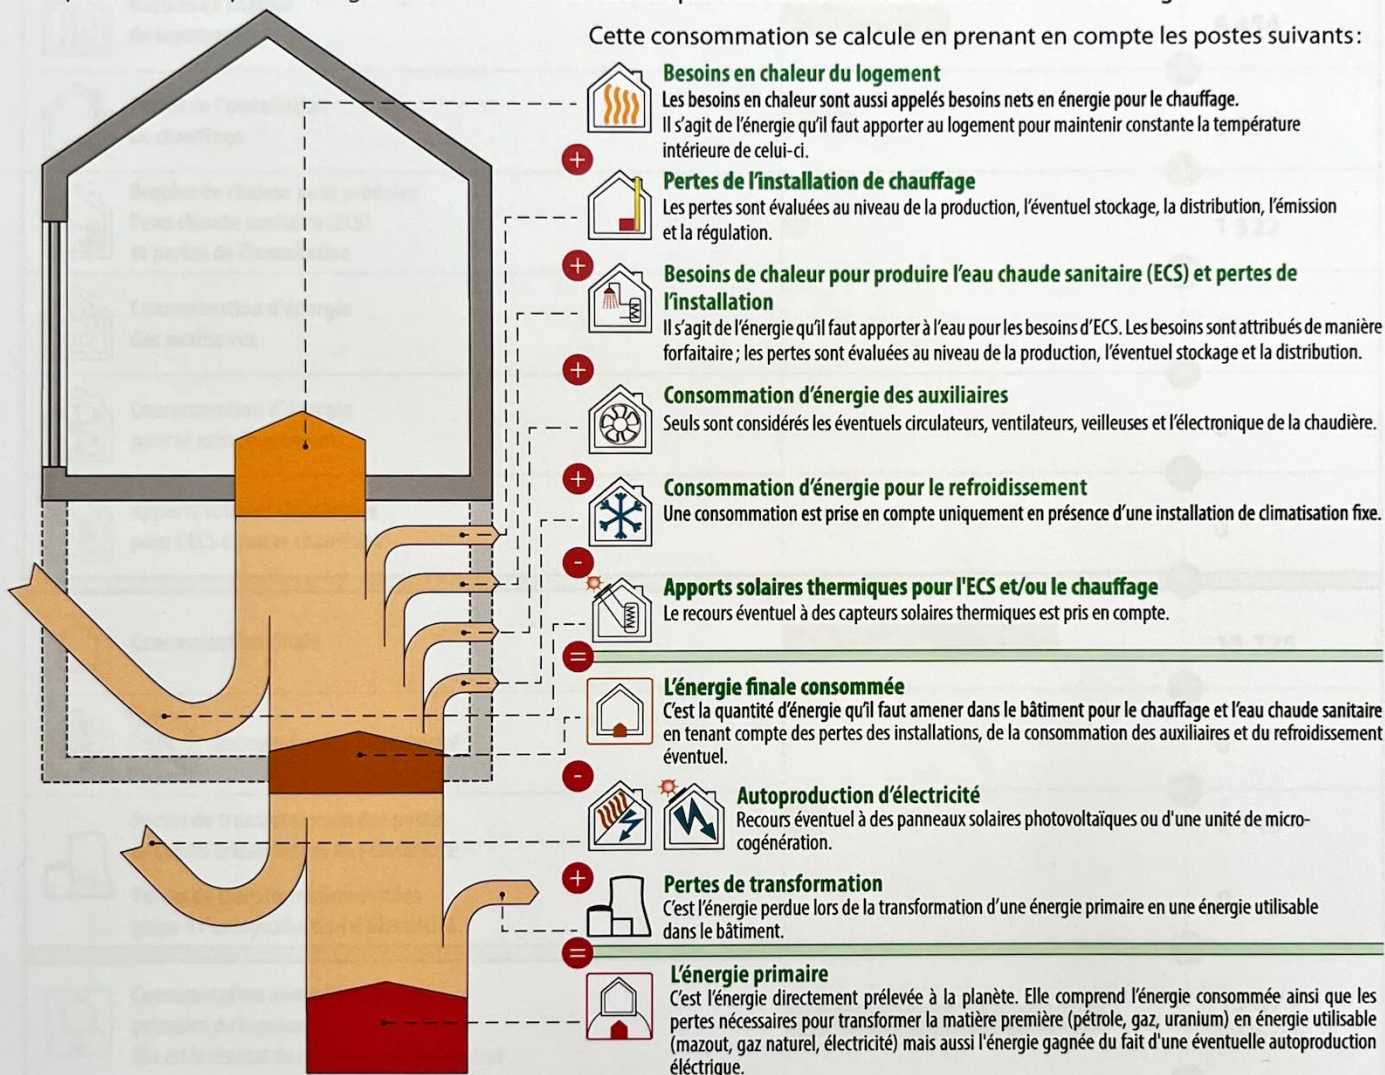 Cette consommation se calcule en prenant en compte les postes suivants :
Besoins en chaleur du logement
Les besoins en chaleur sont aussi appelés besoins nets en énergie pour le chauffage.
Il s'agit de l'énergie qu'il faut apporter au logement pour maintenir constante la température
intérieure de celui-ci.
+
Pertes de l'installation de chauffage
Les pertes sont évaluées au niveau de la production, l'éventuel stockage, la distribution, l'émission
et la régulation.
+
Besoins de chaleur pour produire l'eau chaude sanitaire (ECS) et pertes de
l'installation
Il s'agit de l'énergie qu'il faut apporter à l'eau pour les besoins d'ECS. Les besoins sont attribués de manière
forfaitaire ; les pertes sont évaluées au niveau de la production, l'éventuel stockage et la distribution.
+
Consommation d'énergie des auxiliaires
Seuls sont considérés les éventuels circulateurs, ventilateurs, veilleuses et l'électronique de la chaudière.
+
Consommation d'énergie pour le refroidissement
Une consommation est prise en compte uniquement en présence d'une installation de climatisation fixe.
-
Apports solaires thermiques pour l'ECS et/ou le chauffage
Le recours éventuel à des capteurs solaires thermiques est pris en compte.
=
L'énergie finale consommée
C'est la quantité d'énergie qu'il faut amener dans le bâtiment pour le chauffage et l'eau chaude sanitaire
en tenant compte des pertes des installations, de la consommation des auxiliaires et du refroidissement
éventuel.
-
Autoproduction d'électricité
Recours éventuel à des panneaux solaires photovoltaïques ou d'une unité de micro-
cogénération.
+
Pertes de transformation
C'est l'énergie perdue lors de la transformation d'une énergie primaire en une énergie utilisable
dans le bâtiment.
=
L'énergie primaire
C'est l'énergie directement prélevée à la planète. Elle comprend l'énergie consommée ainsi que les
pertes nécessaires pour transformer la matière première (pétrole, gaz, uranium) en énergie utilisable
(mazout, gaz naturel, électricité) mais aussi l'énergie gagnée du fait d'une éventuelle autoproduction
éléctrique.